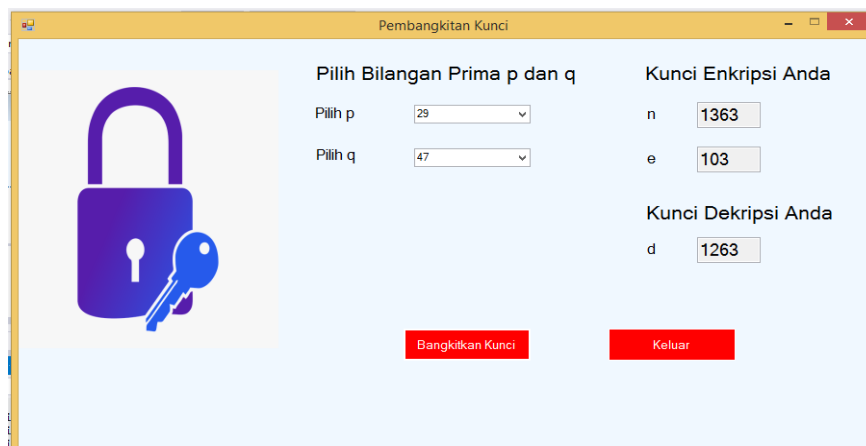 Pembangkitan Kunci
Pilih Bilangan Prima p dan q
Pilih p
29
Pilih q
47
Kunci Enkripsi Anda
n
1363
e
103
Kunci Dekripsi Anda
d
1263
Bangkitkan Kunci
Keluar